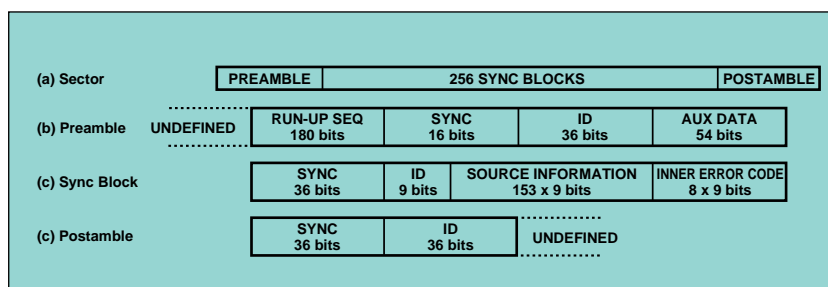 (a) Sector PREAMBLE 256 SYNC BLOCKS POSTAMBLE
(b) Preamble UNDEFINED RUN-UP SEQ SYNC ID AUX DATA
180 bits 16 bits 36 bits 54 bits
(c) Sync Block SYNC ID SOURCE INFORMATION INNER ERROR CODE
36 bits 9 bits 153 x 9 bits 8 x 9 bits
(c) Postamble SYNC ID UNDEFINED
36 bits 36 bits